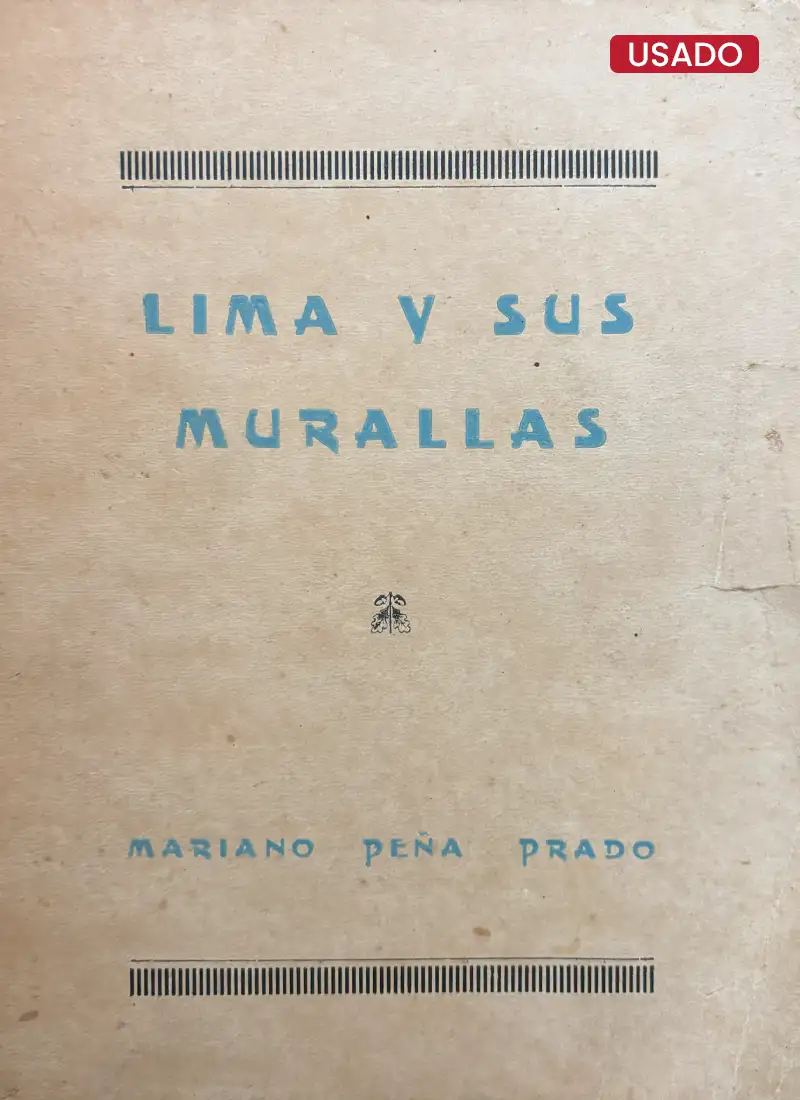 USADO
LIMA Y SUS
MURALLAS
MARIANO PEÑA PRADO